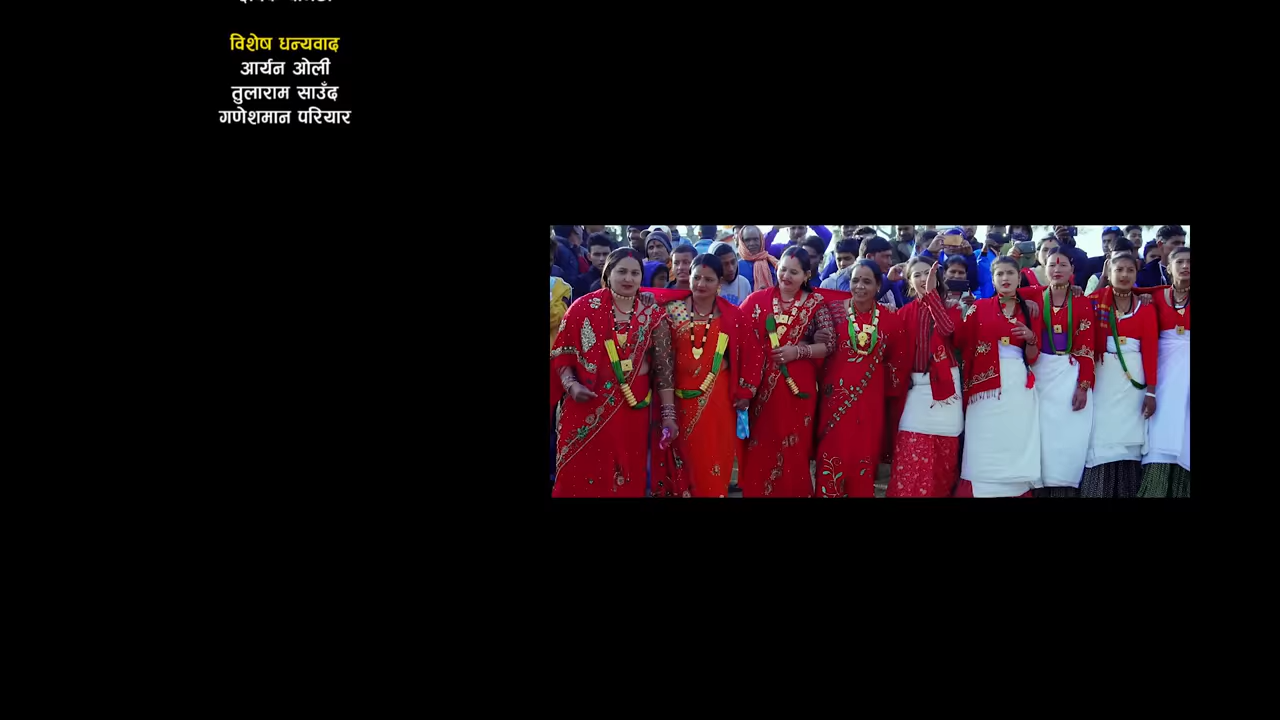 विशेष धन्यवाद
आर्यन ओली
तुलाराम साउँद
गणेशमान परियार